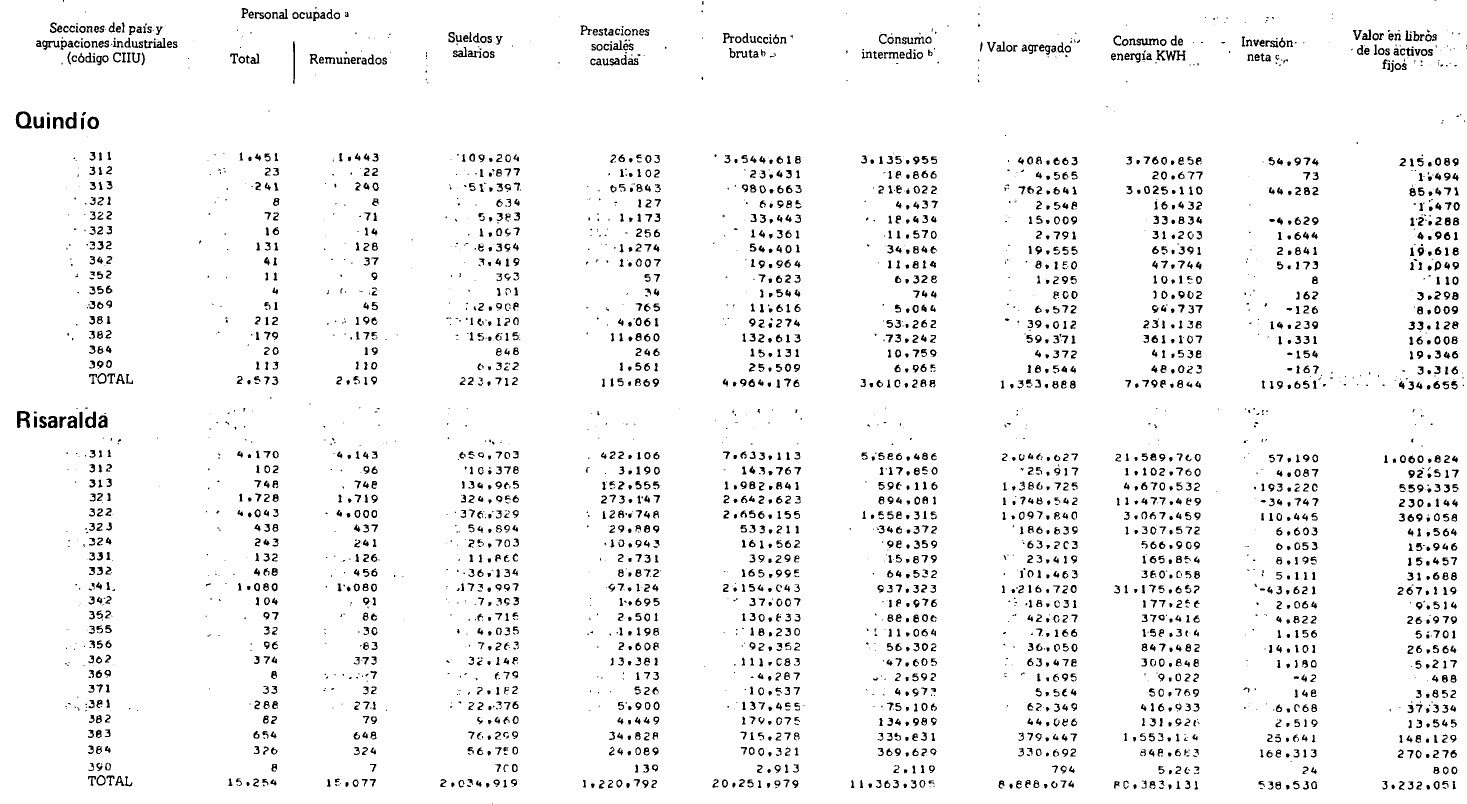 Secciones del país y agrupaciones industriales (código CIIU) Personal ocupado a Total Remunerados Sueldos y salarios Prestaciones sociales causadas Producción bruta b Consumo intermedio b Valor agregado Consumo de energía KWH Inversión neta c Valor en libros de los activos fijos
Quindío
311 1.451 1.443 109.204 26.503 3.544.618 3.135.955 408.663 3.760.858 54.974 215.089
312 23 22 1.877 1.102 23.431 18.866 4.565 20.677 73 1.494
313 241 240 51.397 65.843 980.663 218.022 762.641 3.025.110 44.282 85.471
321 8 8 634 127 6.985 4.437 2.548 16.432 1.470
322 72 71 5.383 1.173 33.443 18.434 15.009 33.834 -4.629 12.288
323 16 14 1.097 256 14.361 11.570 2.791 31.203 1.644 4.961
332 131 128 8.394 1.274 54.401 34.846 19.555 65.391 2.841 19.618
342 41 37 3.419 1.007 19.964 11.814 8.150 47.744 5.173 11.049
352 11 9 393 57 7.623 6.328 1.295 10.150 8 110
356 4 2 101 34 1.544 744 800 10.902 162 3.298
369 51 45 2.908 765 11.616 5.044 6.572 94.737 -126 8.009
381 212 196 16.120 4.061 92.274 53.262 39.012 231.138 14.239 33.128
382 179 175 15.615 11.860 132.613 73.242 59.371 361.107 1.331 16.008
384 20 19 848 246 15.131 10.759 4.372 41.538 -154 19.346
390 113 110 6.322 1.561 25.509 6.965 18.544 48.023 -167 3.316
TOTAL 2.573 2.519 223.712 115.869 4.964.176 3.610.288 1.353.888 7.798.844 119.651 434.655
Risaralda
311 4.170 4.143 659.703 422.106 7.633.113 5.586.486 2.046.627 21.589.760 57.190 1.060.824
312 102 96 10.378 3.190 143.767 117.850 25.917 1.102.760 4.087 92.517
313 748 748 134.965 152.555 1.982.841 596.116 1.386.725 4.670.532 -193.220 559.335
321 1.728 1.719 324.956 273.147 2.642.623 894.081 1.748.542 11.477.489 -34.747 230.144
322 4.043 4.000 376.329 128.748 2.656.155 1.558.315 1.097.840 3.067.459 110.445 369.058
323 438 437 54.894 29.889 533.211 346.372 186.839 1.307.572 6.603 41.564
324 243 241 25.703 10.943 161.562 98.359 63.203 566.909 6.053 15.946
331 132 126 11.860 2.731 39.298 15.879 23.419 165.854 8.195 15.457
332 468 456 36.134 8.872 165.995 64.532 101.463 380.058 5.111 31.688
341 1.080 1.080 173.997 97.124 2.154.043 937.323 1.216.720 31.175.652 -43.621 267.119
342 104 91 7.393 1.695 37.007 18.976 18.031 177.256 2.064 9.514
352 97 86 6.715 2.501 130.833 88.806 42.027 379.416 4.822 26.979
355 32 30 4.035 1.198 18.230 11.064 7.166 158.364 1.156 5.701
356 96 63 7.263 2.608 92.352 56.302 36.050 847.482 14.101 26.564
362 374 373 32.148 13.381 111.083 47.605 63.478 300.848 1.180 5.217
369 8 7 679 173 4.287 2.592 1.695 9.022 -42 488
371 33 32 2.182 526 10.537 4.973 5.564 50.769 148 3.852
381 288 271 22.376 5.900 137.455 75.106 62.349 416.933 6.068 37.334
382 82 79 9.460 4.449 179.075 134.989 44.086 131.926 2.519 13.545
383 654 648 76.299 34.828 715.278 335.831 379.447 1.553.124 25.641 148.129
384 326 324 56.750 24.089 700.321 369.629 330.692 848.683 168.313 270.276
390 8 7 700 139 2.913 2.119 794 5.263 24 800
TOTAL 15.254 15.077 2.034.919 1.220.792 20.251.979 11.363.305 8.888.674 80.383.131 538.530 3.232.051